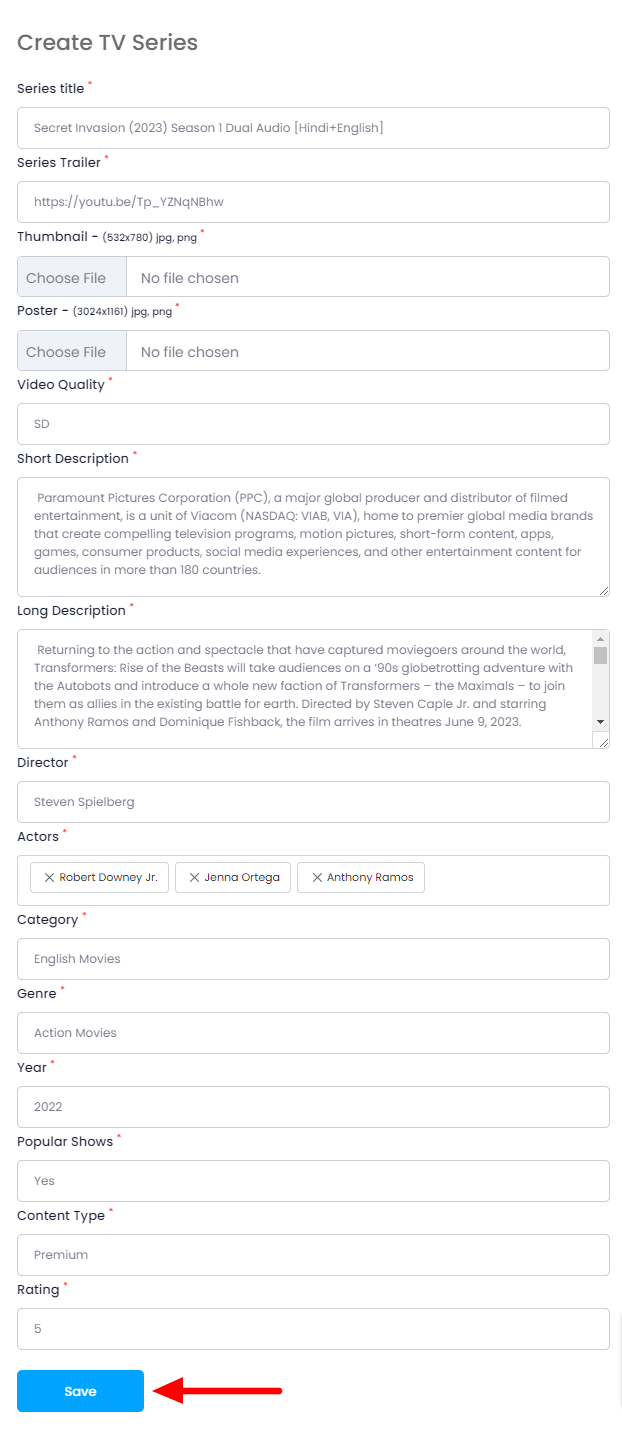 Create TV Series
Series title *
Secret Invasion (2023) Season 1 Dual Audio [Hindi+English]
Series Trailer *
https://youtu.be/Tp_YZNqNBhw
Thumbnail - (532x780) jpg, png *
Choose File No file chosen
Poster - (3024x1161) jpg, png *
Choose File No file chosen
Video Quality *
SD
Short Description *
Paramount Pictures Corporation (PPC), a major global producer and distributor of filmed
entertainment, is a unit of Viacom (NASDAQ: VIAB, VIA), home to premier global media brands
that create compelling television programs, motion pictures, short-form content, apps,
games, consumer products, social media experiences, and other entertainment content for
audiences in more than 180 countries.
Long Description *
Returning to the action and spectacle that have captured moviegoers around the world,
Transformers: Rise of the Beasts will take audiences on a ‘90s globetrotting adventure with
the Autobots and introduce a whole new faction of Transformers – the Maximals – to join
them as allies in the existing battle for earth. Directed by Steven Caple Jr. and starring
Anthony Ramos and Dominique Fishback, the film arrives in theatres June 9, 2023.
Director *
Steven Spielberg
Actors *
Robert Downey Jr. Jenna Ortega Anthony Ramos
Category *
English Movies
Genre *
Action Movies
Year *
2022
Popular Shows *
Yes
Content Type *
Premium
Rating *
5
Save